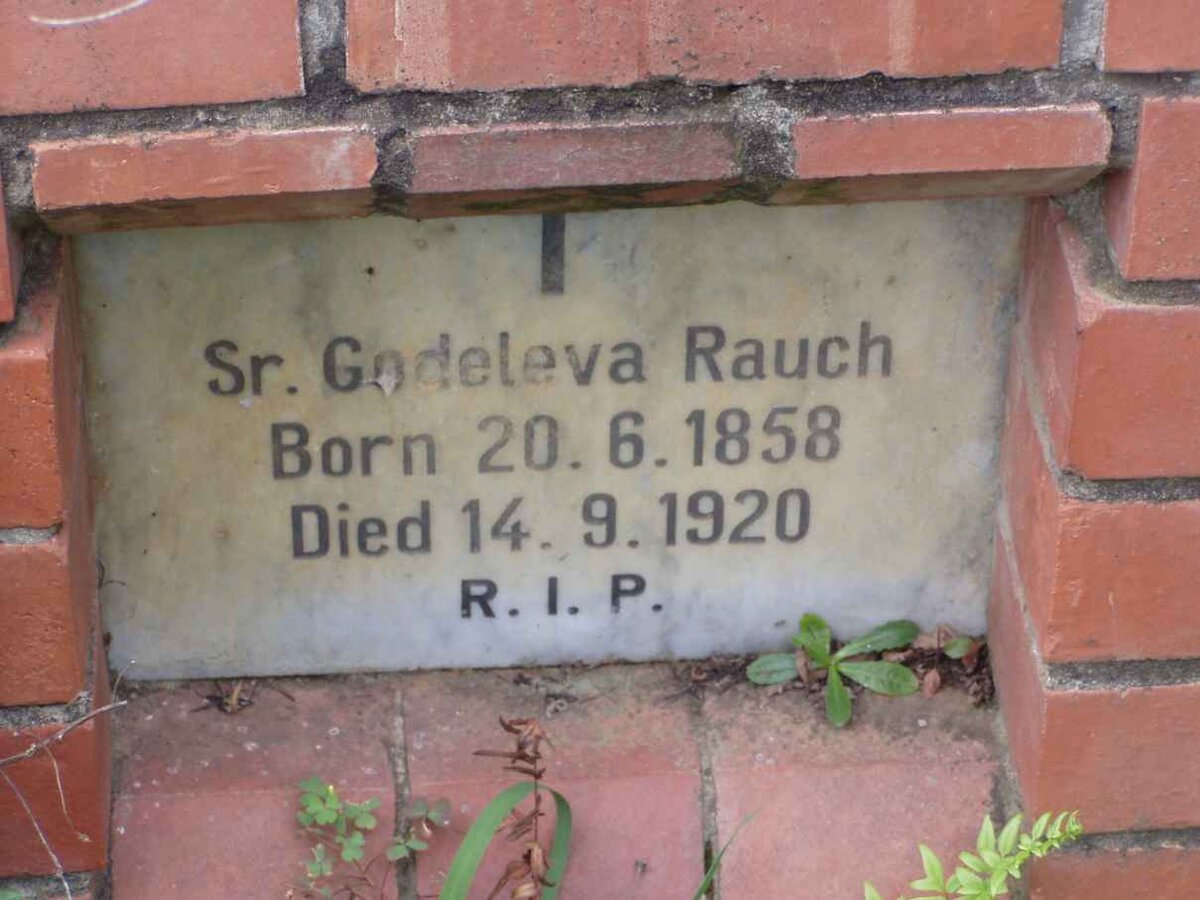 Sr. Godeleva Rauch
Born 20. 6. 1858
Died 14. 9. 1920
R. I. P.